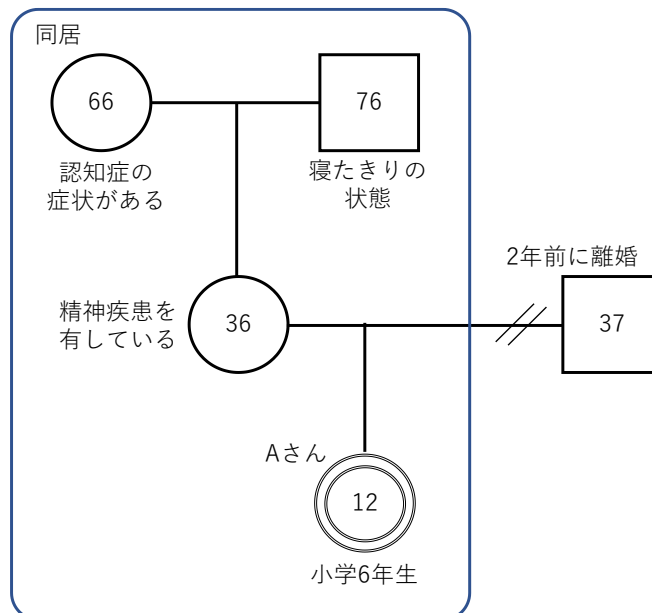 同居
66
76
認知症の
症状がある
寝たきりの
状態
2年前に離婚
精神疾患を
有している
36
37
Aさん
12
小学6年生